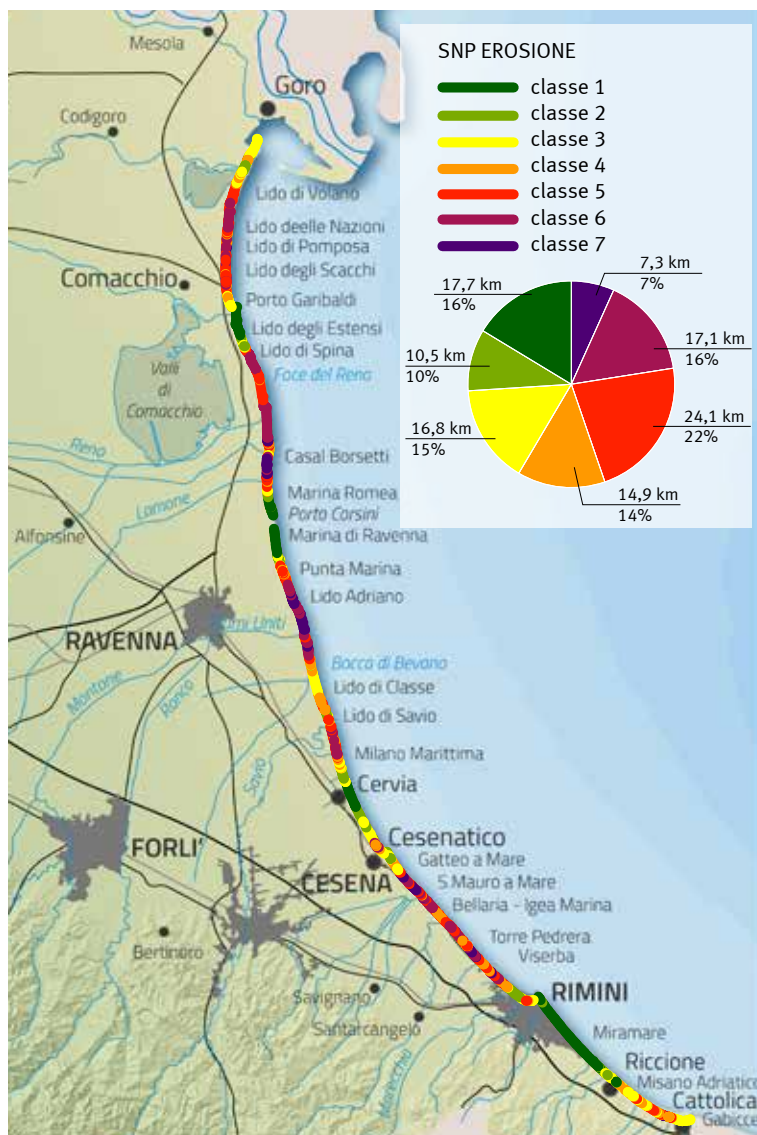 SNP EROSIONE
classe 1
classe 2
classe 3
classe 4
classe 5
classe 6
classe 7
7,3 km
7%
17,7 km
16%
17,1 km
16%
10,5 km
10%
24,1 km
22%
16,8 km
15%
14,9 km
14%
Mesola
Goro
Codigoro
Lido di Volano
Lido deelle Nazioni
Lido di Pomposa
Lido degli Scacchi
Comacchio
Porto Garibaldi
Lido degli Estensi
Lido di Spina
Foce del Reno
Valli
di
Comacchio
Reno
Casal Borsetti
Marina Romea
Lamone
Porto Corsini
Alfonsine
Marina di Ravenna
Punta Marina
Lido Adriano
RAVENNA
Fiumi Uniti
Bocca di Bevano
Montone
Ronco
Lido di Classe
Lido di Savio
Milano Marittima
Savio
Cervia
FORLI'
Cesenatico
Gatteo a Mare
CESENA
S.Mauro a Mare
Bellaria - Igea Marina
Torre Pedrera
Viserba
Bertinoro
Savignano
RIMINI
Santarcangelo
Miramare
Marecchia
Riccione
Misano Adriatico
Cattolica
Gabicce